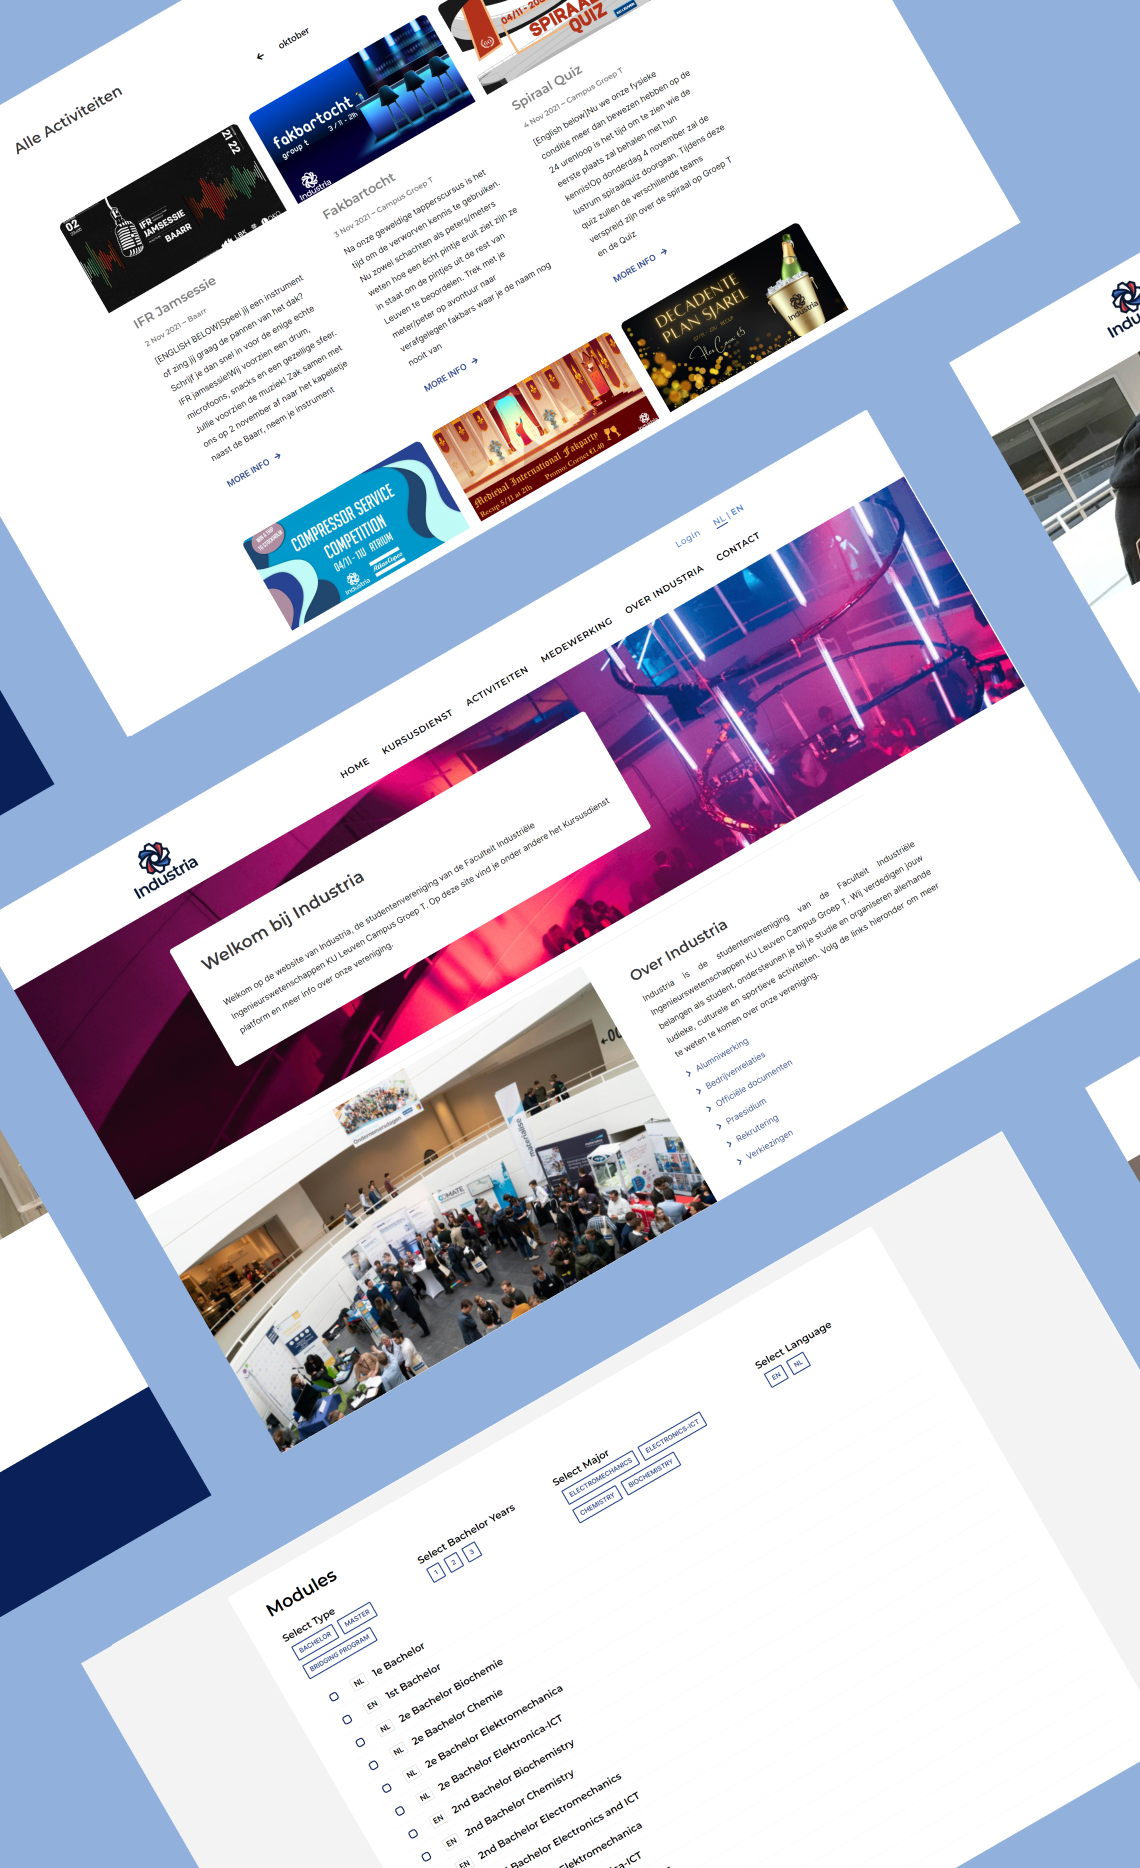 oktober
Alle Activiteiten
02
21
22
IFR
JAMSESSIE
BAARR
LBK
IFR Jamsessie
2 Nov 2021 – Baarr
[ENGLISH BELOW]Speel jij een instrument
of zing jij graag de pannen van het dak?
Schrijf je dan snel in voor de enige echte
IFR jamsessie!Wij voorzien een drum,
microfoons, snacks en een gezellige sfeer.
Jullie voorzien de muziek! Zak samen met
ons op 2 november af naar het kapelletje
naast de Baarr, neem je instrument
MORE INFO
fakbartocht
group t
3 / 11 - 21h
Industria
Fakbartocht
3 Nov 2021 – Campus Groep T
Na onze geweldige tapperscursus is het
tijd om de verworven kennis te gebruiken.
Nu zowel schachten als peters/meters
weten hoe een écht pintje eruit ziet zijn ze
in staat om de pintjes uit de rest van
Leuven te beoordelen. Trek met je
meter/peter op avontuur naar
verafgelegen fakbars waar je de naam nog
nooit van
MORE INFO
SPIRAAL
QUIZ
Spiraal Quiz
4 Nov 2021 – Campus Groep T
[English below]Nu we onze fysieke
conditie meer dan bewezen hebben op de
24 urenloop is het tijd om te zien wie de
eerste plaats zal behalen met hun
kennis!Op donderdag 4 november zal de
lustrum spiraalquiz doorgaan. Tijdens deze
quiz zullen de verschillende teams
verspreid zijn over de spiraal op Groep T
en de Quiz
MORE INFO
COMPRESSOR SERVICE
COMPETITION
04/11 - 11U ATRIUM
Industria
Atlas Copco
Medieval International Fakparty
Recup 5/11 at 21h
Promo: Cornet €1.40
DECADENTE
PLAN SJAREL
Industria
Login
NL | EN
Industria
HOME
KURSUSDIENST
ACTIVITEITEN
MEDEWERKING
OVER INDUSTRIA
CONTACT
Welkom bij Industria
Welkom op de website van Industria, de studentenvereniging van de Faculteit Industriële
Ingenieurswetenschappen KU Leuven Campus Groep T. Op deze site vind je onder andere het Kursusdienst
platform en meer info over onze vereniging.
Ondernemersdagen
materialise
COMATE
Over Industria
Industria is de studentenvereniging van de Faculteit Industriële
Ingenieurswetenschappen KU Leuven Campus Groep T. Wij verdedigen jouw
belangen als student, ondersteunen je bij je studie en organiseren allerhande
ludieke, culturele en sportieve activiteiten. Volg de links hieronder om meer
te weten te komen over onze vereniging.
Alumniwerking
Bedrijvenrelaties
Officiële documenten
Praesidium
Rekrutering
Verkiezingen
Modules
Select Type
BACHELOR
MASTER
BRIDGING PROGRAM
Select Bachelor Years
1
2
3
Select Major
ELECTROMECHANICS
ELECTRONICS-ICT
CHEMISTRY
BIOCHEMISTRY
Select Language
EN
NL
NL 1e Bachelor
EN 1st Bachelor
NL 2e Bachelor Biochemie
NL 2e Bachelor Chemie
NL 2e Bachelor Elektromechanica
NL 2e Bachelor Elektronica-ICT
EN 2nd Bachelor Biochemistry
EN 2nd Bachelor Chemistry
EN 2nd Bachelor Electromechanics
Bachelor Electronics and ICT